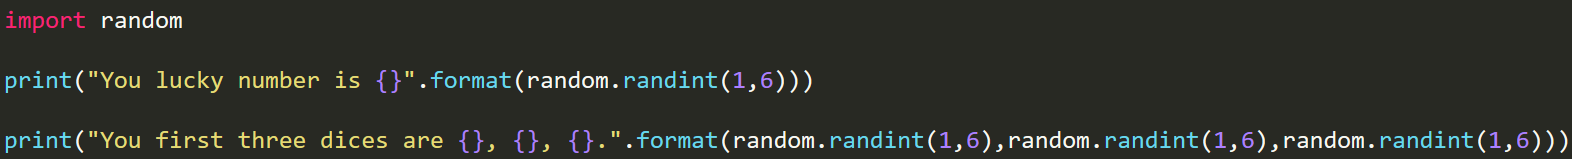 import random
print("You lucky number is {}".format(random.randint(1,6)))
print("You first three dices are {}, {}, {}.".format(random.randint(1,6),random.randint(1,6),random.randint(1,6)))